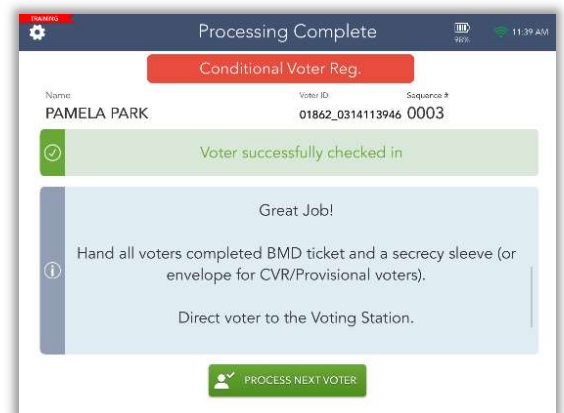 TRAINING
Processing Complete
98%
11:39 AM
Conditional Voter Reg.
Name
Voter ID
Sequence #
PAMELA PARK
01862_0314113946
0003
Voter successfully checked in
Great Job!
Hand all voters completed BMD ticket and a secrecy sleeve (or
envelope for CVR/Provisional voters).
Direct voter to the Voting Station.
PROCESS NEXT VOTER